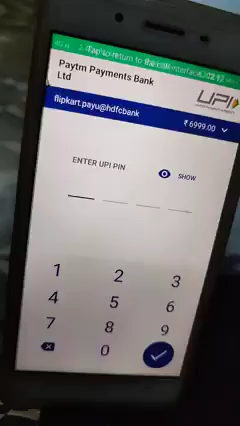 Tap to return to the call interface
Paytm Payments Bank
Ltd
UPI
flipkart.payu@hdfcbank
₹ 6999.00
ENTER UPI PIN
SHOW
1 2 3
4 5 6
7 8 9
0